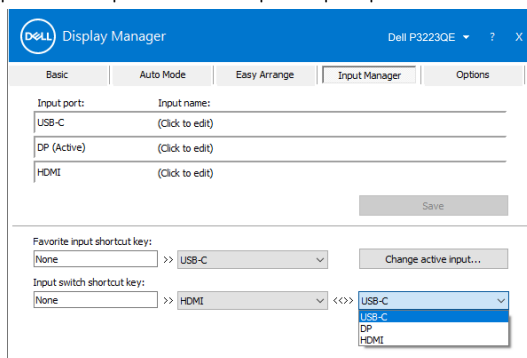 DELL Display Manager Dell P3223QE ? X
Basic Auto Mode Easy Arrange Input Manager Options
Input port: Input name:
USB-C (Click to edit)
DP (Active) (Click to edit)
HDMI (Click to edit)
Save
Favorite input shortcut key:
None >> USB-C Change active input...
Input switch shortcut key:
None >> HDMI <<>> USB-C
USB-C
DP
HDMI